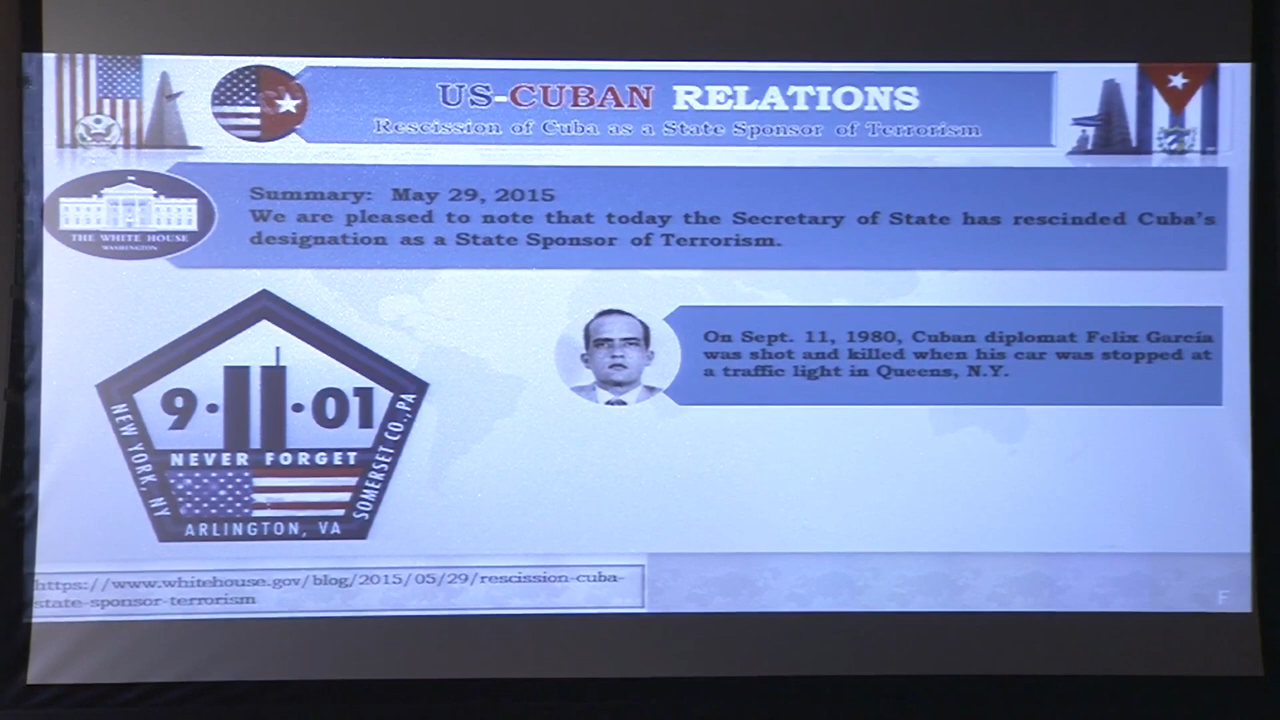 US-CUBAN RELATIONS
Rescission of Cuba as a State Sponsor of Terrorism
Summary: May 29, 2015
We are pleased to note that today the Secretary of State has rescinded Cuba's
designation as a State Sponsor of Terrorism.
THE WHITE HOUSE
WASHINGTON
On Sept. 11, 1980, Cuban diplomat Felix García
was shot and killed when his car was stopped at
a traffic light in Queens, N.Y.
9·11·01
NEVER FORGET
NEW YORK, NY
SOMERSET CO., PA
ARLINGTON, VA
https://www.whitehouse.gov/blog/2015/05/29/rescission-cuba-
state-sponsor-terrorism
F